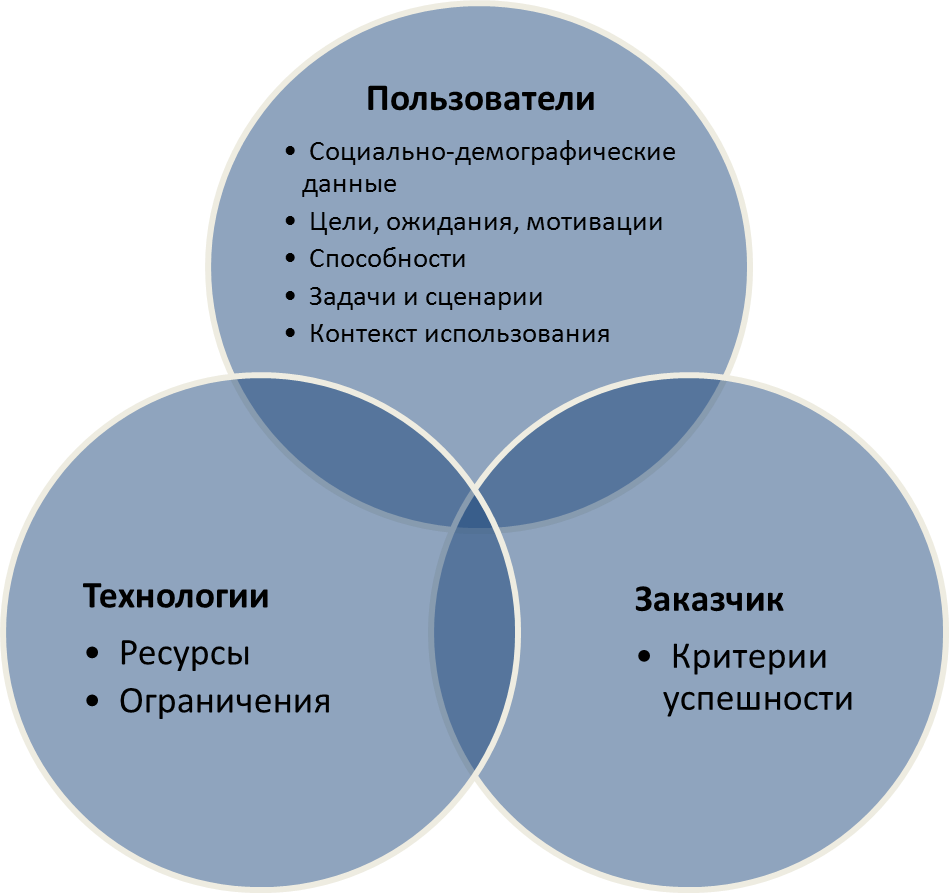 Пользователи
• Социально-демографические
данные
• Цели, ожидания, мотивации
• Способности
• Задачи и сценарии
• Контекст использования
Технологии
• Ресурсы
• Ограничения
Заказчик
• Критерии
успешности